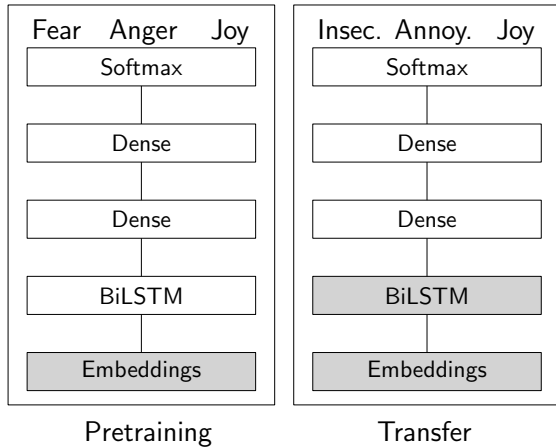 Fear Anger Joy
Softmax
Dense
Dense
BiLSTM
Embeddings
Pretraining
Insec. Annoy. Joy
Softmax
Dense
Dense
BiLSTM
Embeddings
Transfer